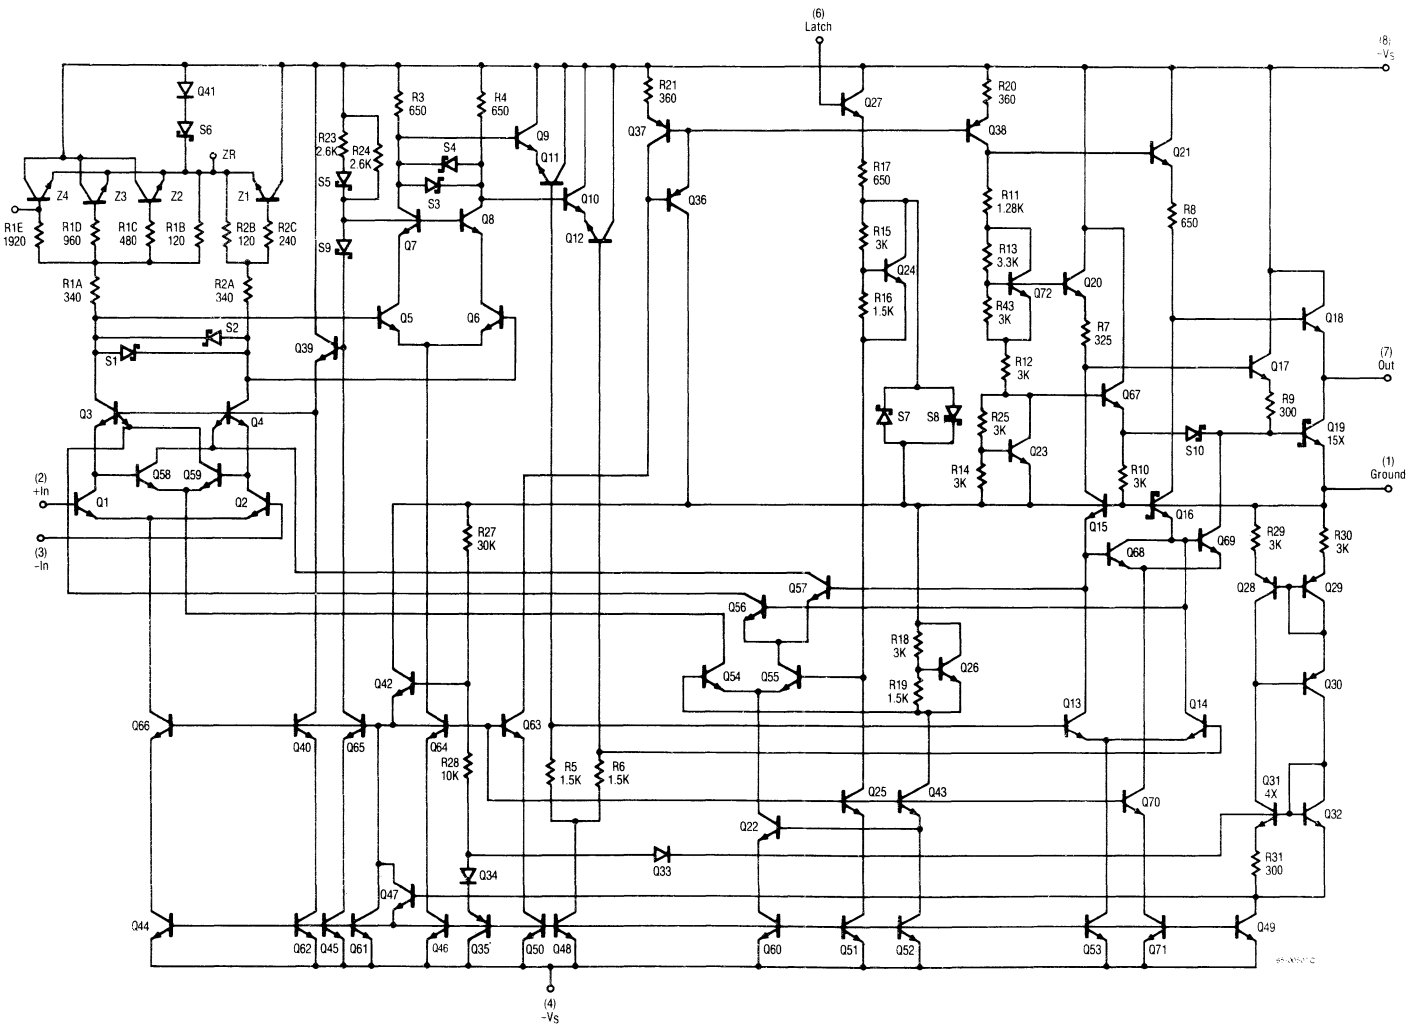 (6)
Latch
(8)
–Vs
Q41
S6
ZR
Z4
Z3
Z2
Z1
R1E
1920
R1D
960
R1C
480
R1B
120
R2B
120
R2C
240
R1A
340
R2A
340
R23
2.6K
R24
2.6K
S5
S9
R3
650
R4
650
S4
S3
Q9
Q11
Q10
Q12
Q7
Q8
R21
360
Q37
Q36
Q27
R17
650
R15
3K
Q24
R16
1.5K
R20
360
Q38
R11
1.28K
R13
3.3K
Q72
R43
3K
R12
3K
Q20
R7
325
Q21
R8
650
Q18
(7)
Out
Q17
R9
300
Q19
15X
S10
(1)
Ground
Q5
Q6
S2
S1
Q39
Q3
Q4
Q58
Q59
(2)
+In
Q1
Q2
(3)
–In
S7
S8
R25
3K
Q23
R14
3K
Q67
R10
3K
Q15
Q16
Q68
Q69
R29
3K
R30
3K
Q28
Q29
R27
30K
Q57
Q56
Q54
Q55
R18
3K
Q26
R19
1.5K
Q30
Q42
Q66
Q40
Q65
Q64
Q63
Q13
Q14
R28
10K
R5
1.5K
R6
1.5K
Q25
Q43
Q70
Q31
4X
Q32
Q22
Q33
R31
300
Q34
Q47
Q44
Q62
Q45
Q61
Q46
Q35
Q50
Q48
Q60
Q51
Q52
Q53
Q71
Q49
(4)
–Vs